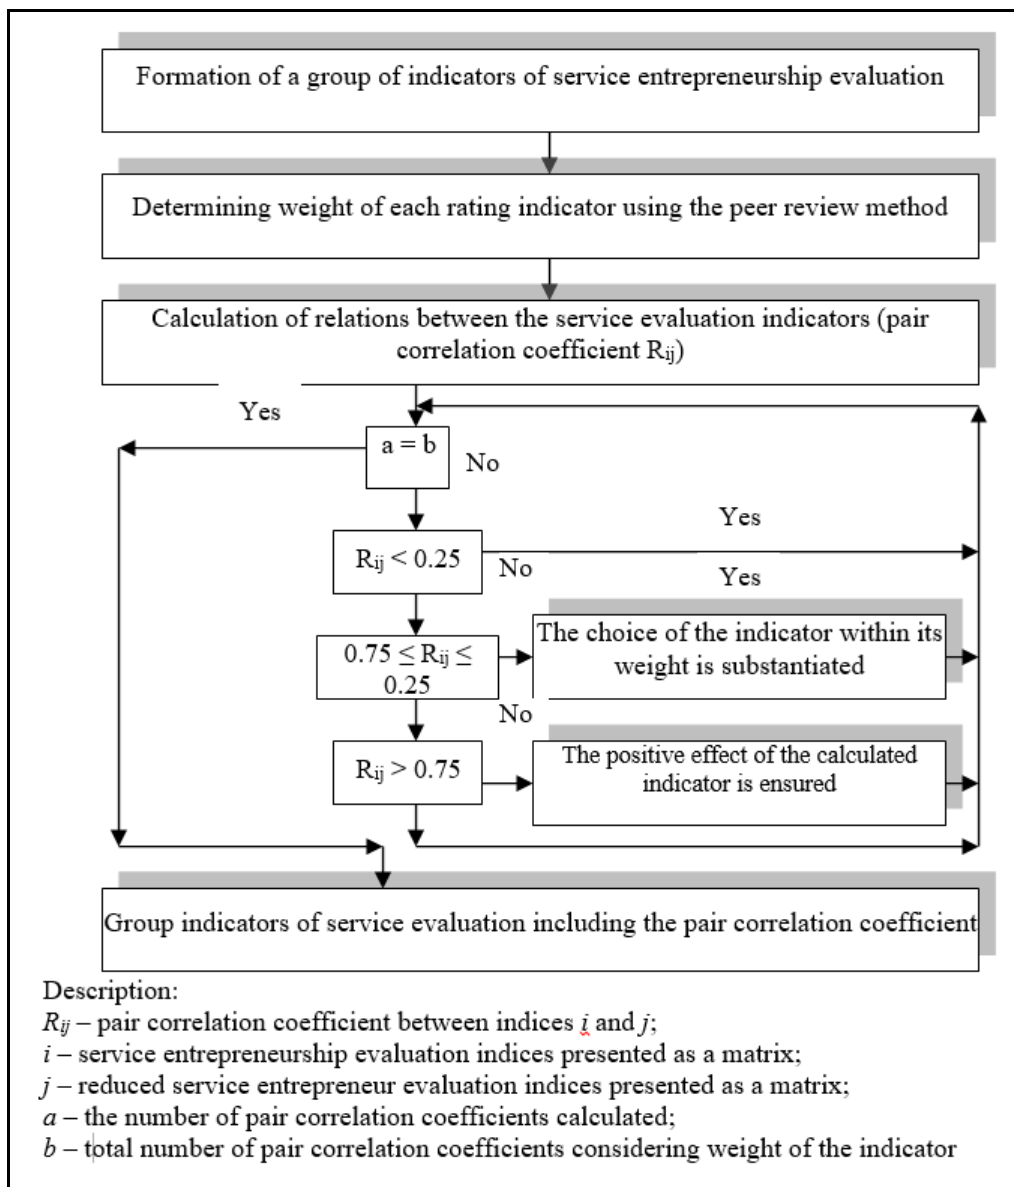 Formation of a group of indicators of service entrepreneurship evaluation
Determining weight of each rating indicator using the peer review method
Calculation of relations between the service evaluation indicators (pair
correlation coefficient Rij)
Yes
a = b
No
Yes
Rij < 0.25
No
Yes
The choice of the indicator within its
weight is substantiated
0.75 ≤ Rij ≤
0.25
No
Rij > 0.75
The positive effect of the calculated
indicator is ensured
Group indicators of service evaluation including the pair correlation coefficient
Description:
Rij – pair correlation coefficient between indices i and j;
i – service entrepreneurship evaluation indices presented as a matrix;
j – reduced service entrepreneur evaluation indices presented as a matrix;
a – the number of pair correlation coefficients calculated;
b – total number of pair correlation coefficients considering weight of the indicator